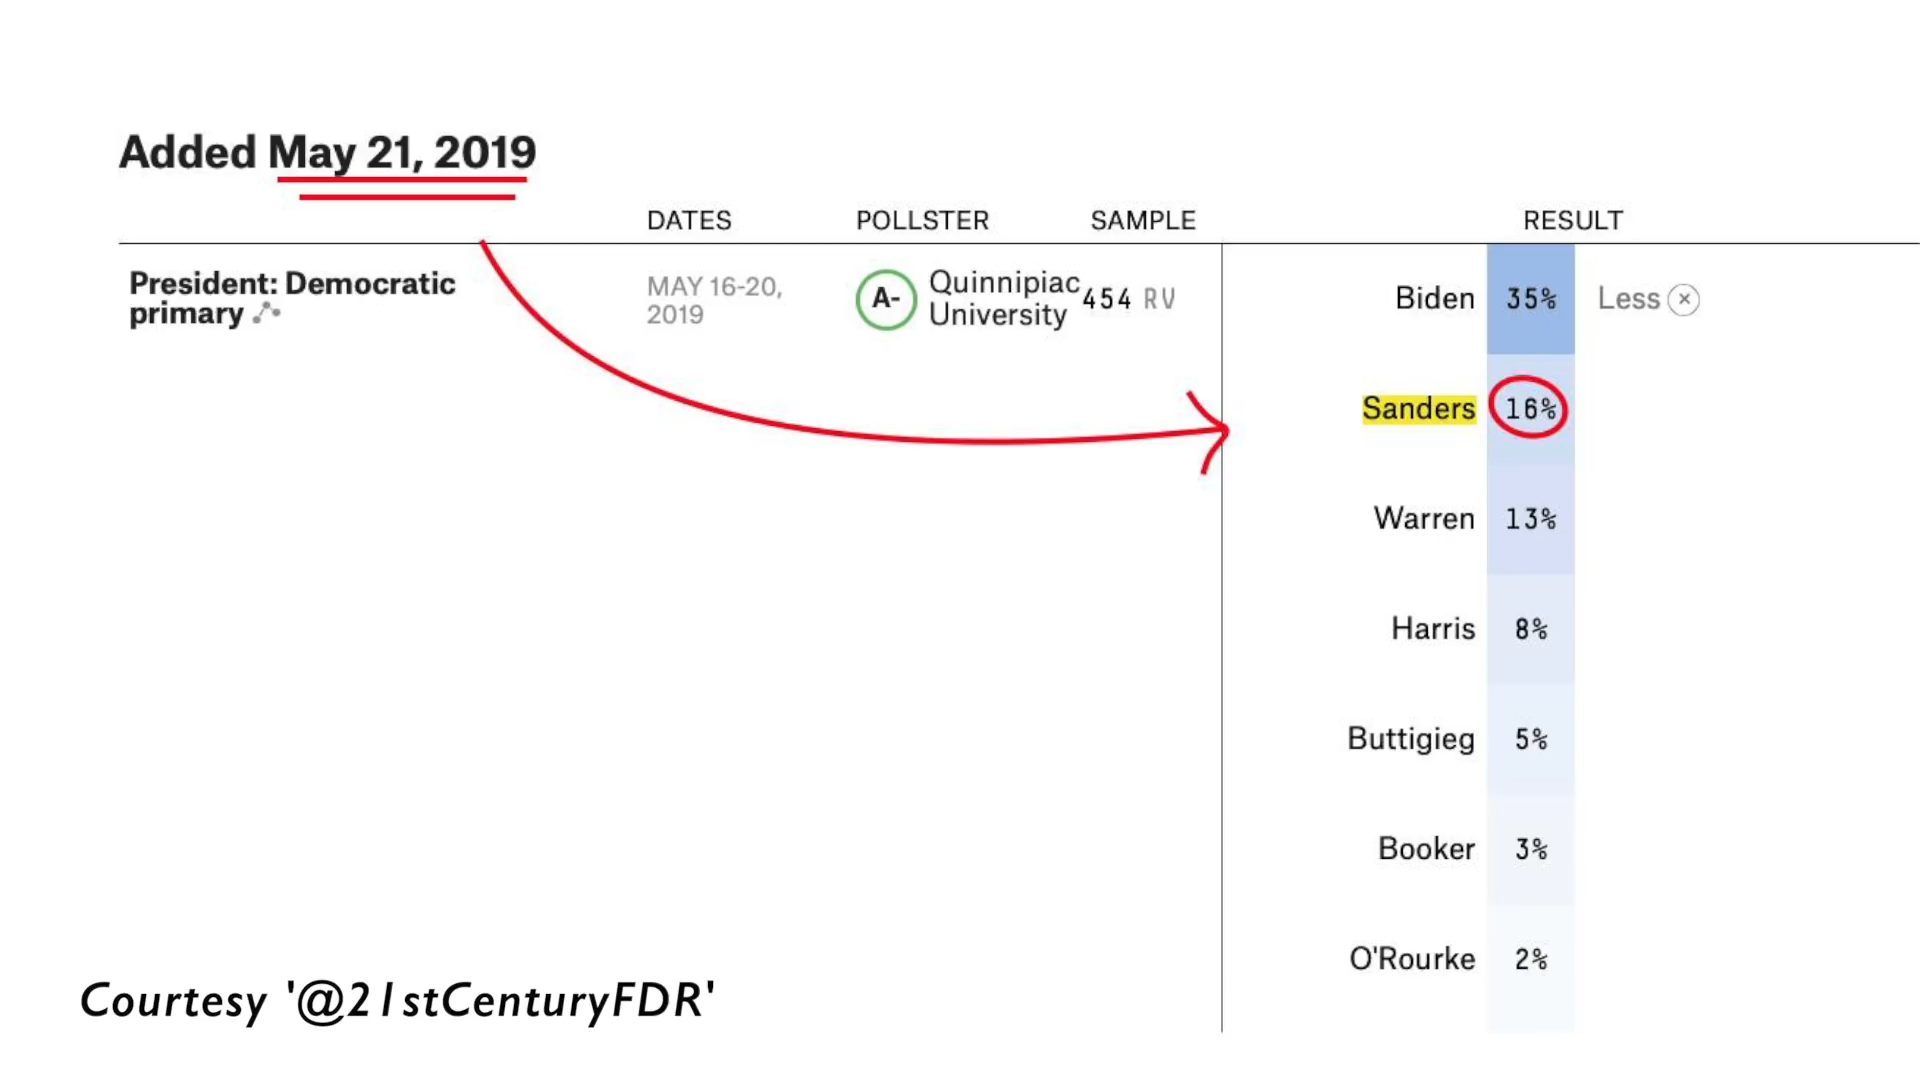 Added May 21, 2019
DATES POLLSTER SAMPLE RESULT
President: Democratic
primary
MAY 16-20,
2019
A-
Quinnipiac
University
454 RV
Biden 35% Less
Sanders 16%
Warren 13%
Harris 8%
Buttigieg 5%
Booker 3%
O'Rourke 2%
Courtesy '@21stCenturyFDR'